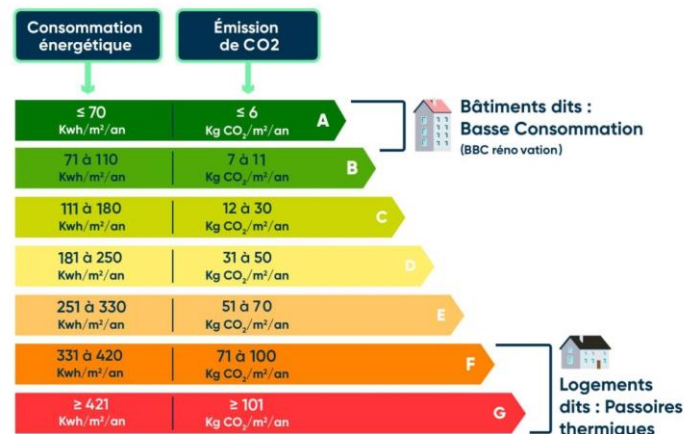 Consommation
énergétique
Émission
de CO2
≤ 70
Kwh/m²/an
≤ 6
Kg CO₂/m²/an
A
71 à 110
Kwh/m²/an
7 à 11
Kg CO₂/m²/an
B
111 à 180
Kwh/m²/an
12 à 30
Kg CO₂/m²/an
C
181 à 250
Kwh/m²/an
31 à 50
Kg CO₂/m²/an
D
251 à 330
Kwh/m²/an
51 à 70
Kg CO₂/m²/an
E
331 à 420
Kwh/m²/an
71 à 100
Kg CO₂/m²/an
F
≥ 421
Kwh/m²/an
≥ 101
Kg CO₂/m²/an
G
Bâtiments dits :
Basse Consommation
(BBC réno vation)
Logements
dits : Passoires
thermiques